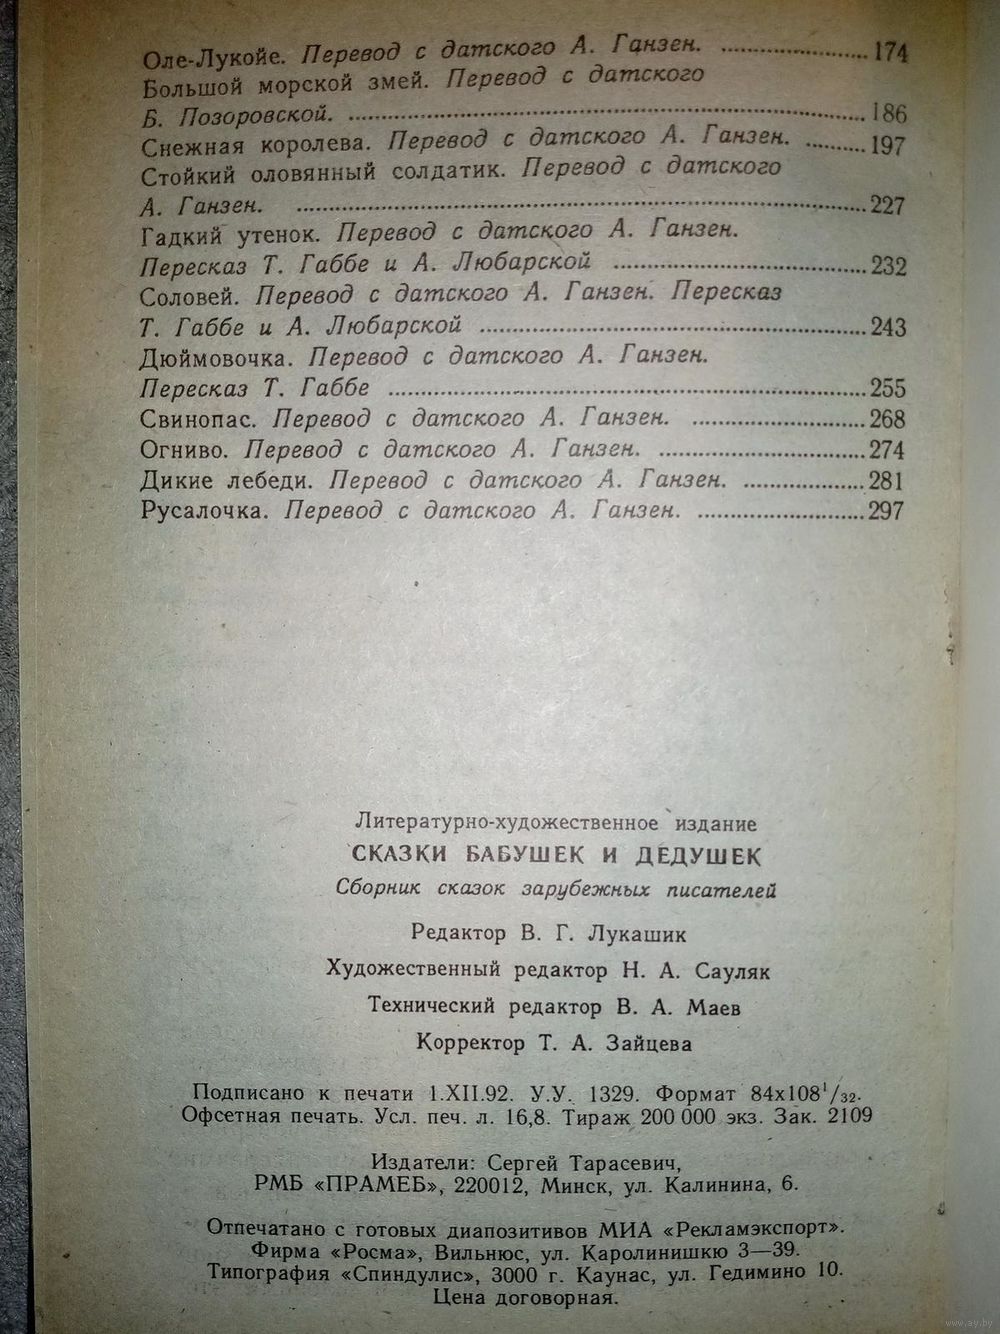 Оле-Лукойе. Перевод с датского А. Ганзен. ........................174
Большой морской змей. Перевод с датского
Б. Позоровской. ........................186
Снежная королева. Перевод с датского А. Ганзен. ..........197
Стойкий оловянный солдатик. Перевод с датского
А. Ганзен. ........................227
Гадкий утенок. Перевод с датского А. Ганзен.
Пересказ Т. Габбе и А. Любарской ........................232
Соловей. Перевод с датского А. Ганзен. Пересказ
Т. Габбе и А. Любарской ........................243
Дюймовочка. Перевод с датского А. Ганзен.
Пересказ Т. Габбе ........................255
Свинопас. Перевод с датского А. Ганзен. ........................268
Огниво. Перевод с датского А. Ганзен. ........................274
Дикие лебеди. Перевод с датского А. Ганзен. ........................281
Русалочка. Перевод с датского А. Ганзен. ........................297
Литературно-художественное издание
СКАЗКИ БАБУШЕК И ДЕДУШЕК
Сборник сказок зарубежных писателей
Редактор В. Г. Лукашик
Художественный редактор Н. А. Сауляк
Технический редактор В. А. Маев
Корректор Т. А. Зайцева
Подписано к печати 1.XII.92. У.У. 1329. Формат 84х108¹/₃₂.
Офсетная печать. Усл. печ. л. 16,8. Тираж 200 000 экз. Зак. 2109
Издатели: Сергей Тарасевич,
РМБ «ПРАМЕБ», 220012, Минск, ул. Калинина, 6.
Отпечатано с готовых диапозитивов МИА «Рекламэкспорт».
Фирма «Росма», Вильнюс, ул. Каролинишкю 3—39.
Типография «Спиндулис», 3000 г. Каунас, ул. Гедимино 10.
Цена договорная.
www.ay.by